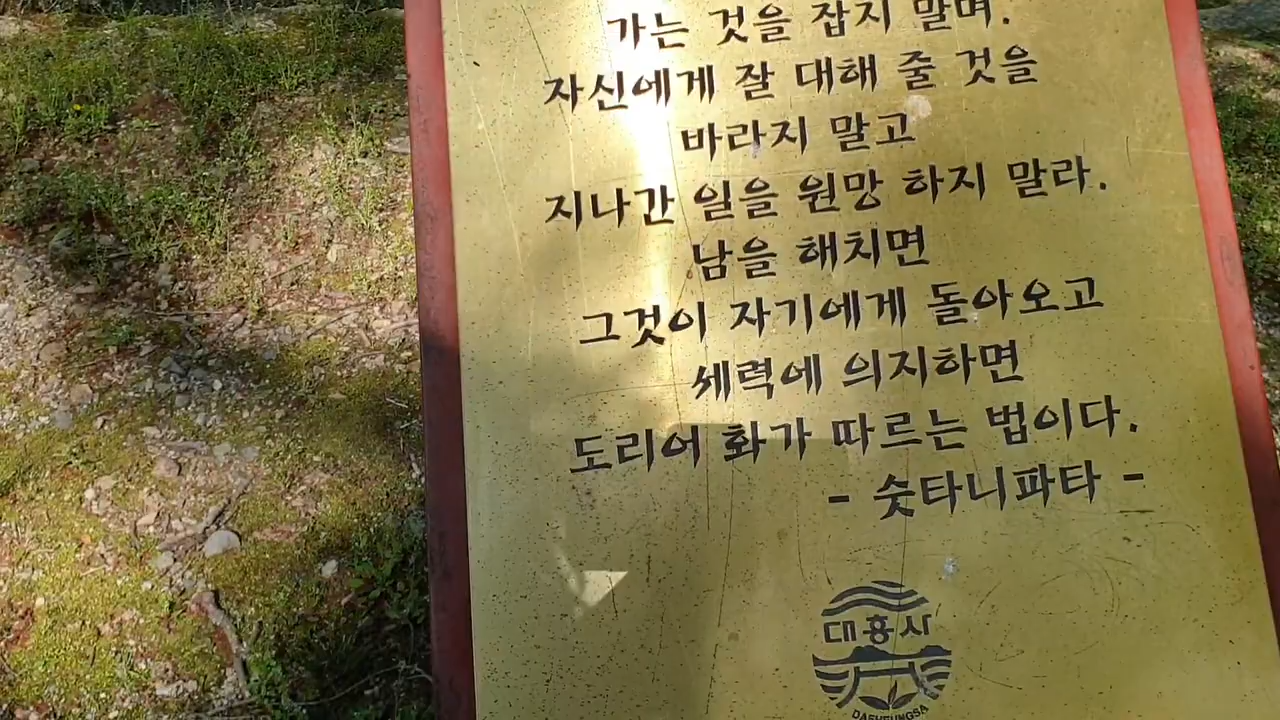 가는 것을 잡지 말며.
자신에게 잘 대해 줄 것을
바라지 말고
지나간 일을 원망 하지 말라.
남을 해치면
그것이 자기에게 돌아오고
세력에 의지하면
도리어 화가 따르는 법이다.
- 숫타니파타 -
대흥사
DAEHEUNGSA